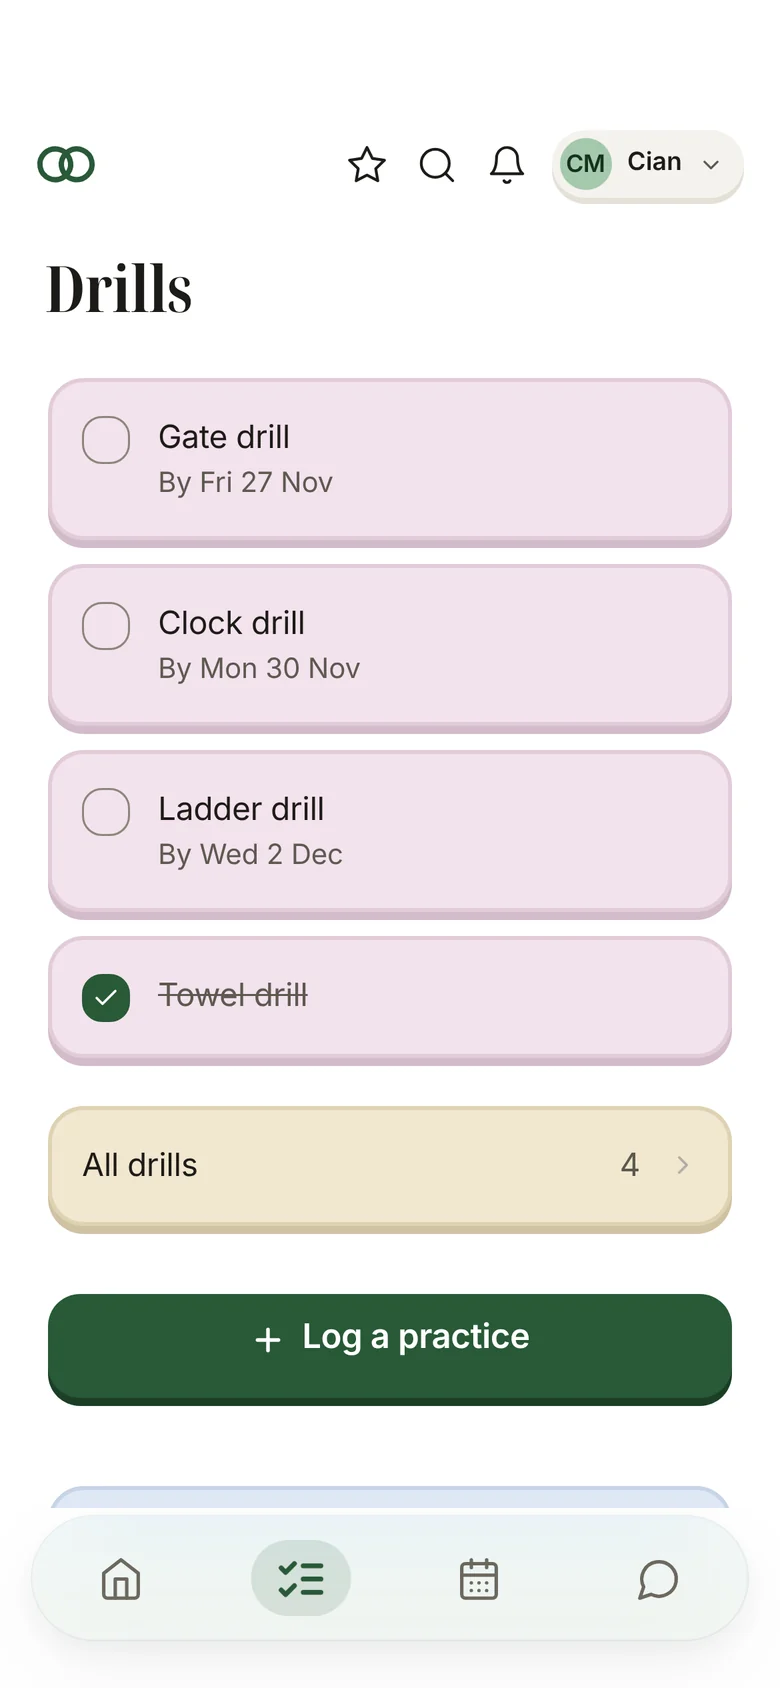 CM Cian
Drills
Gate drill
By Fri 27 Nov
Clock drill
By Mon 30 Nov
Ladder drill
By Wed 2 Dec
Towel drill
All drills 4
Log a practice